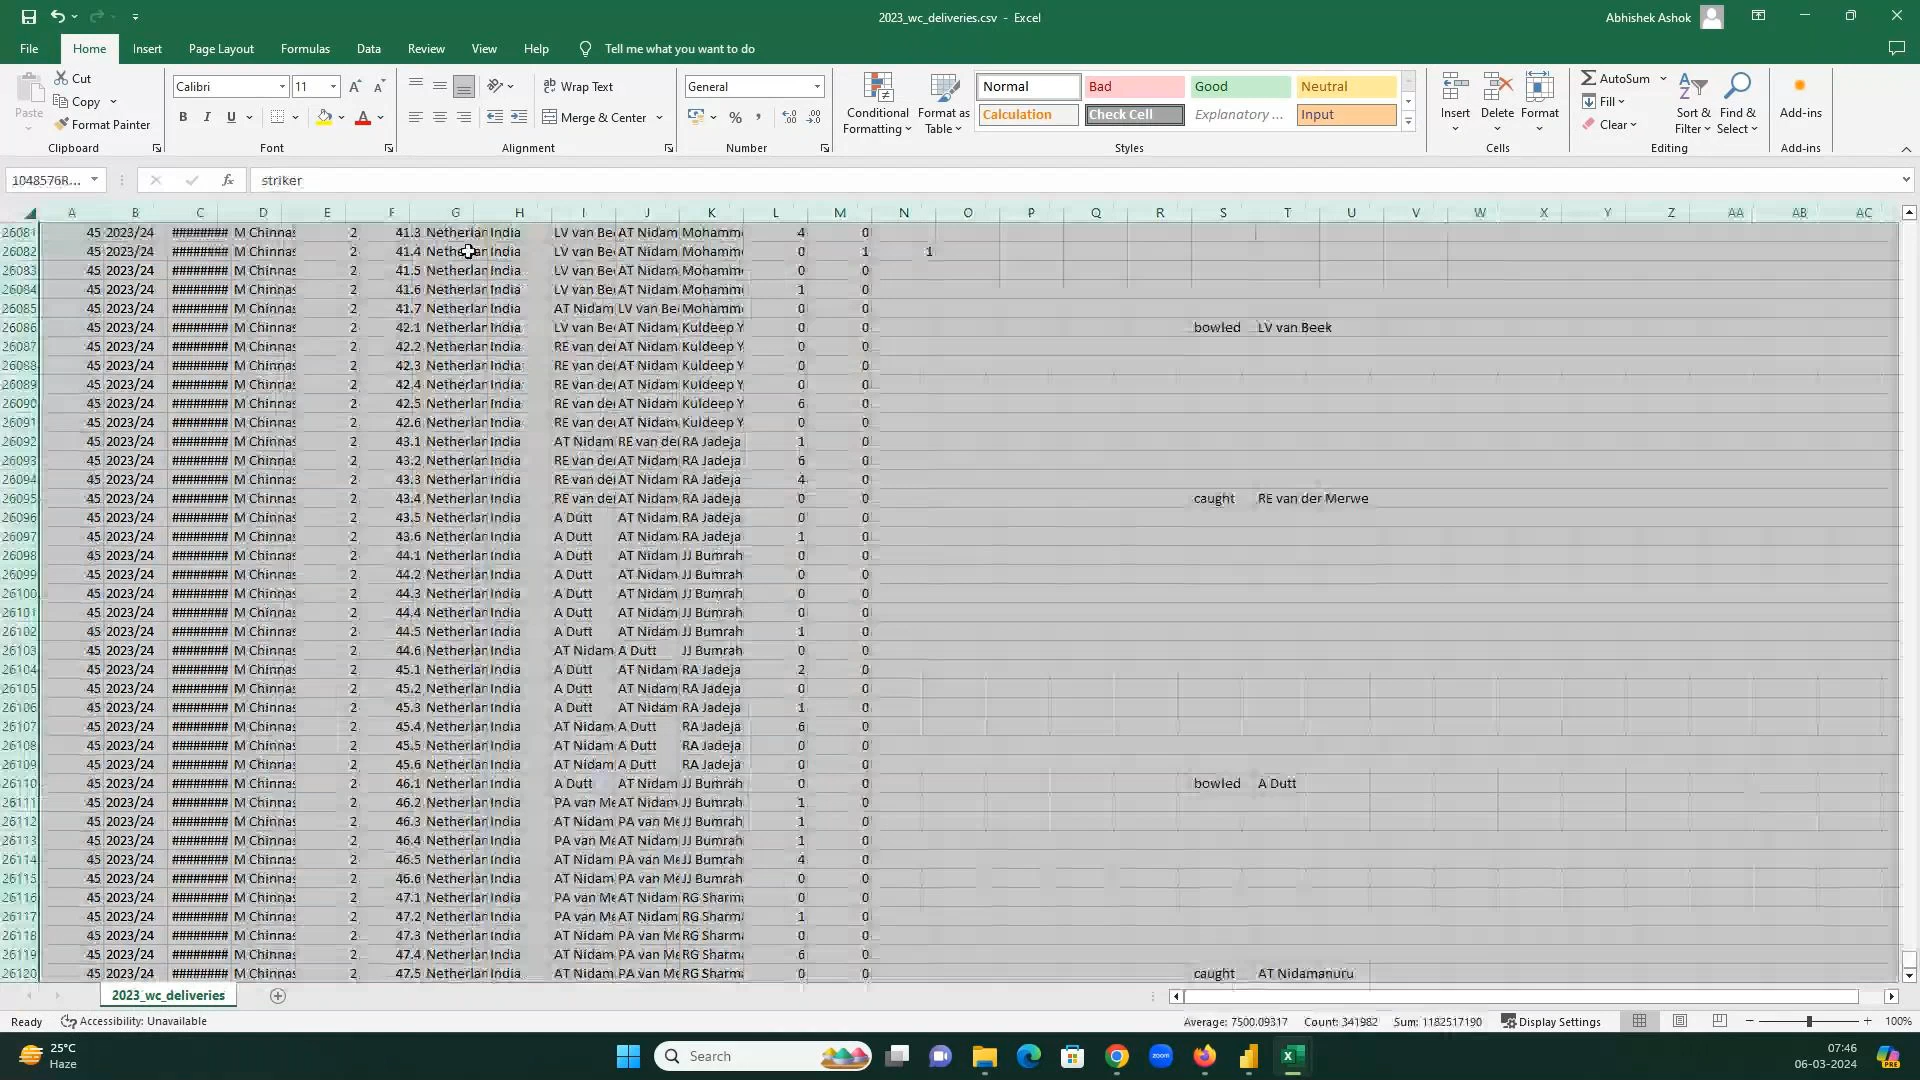 2023_wc_deliveries.csv - Excel
Abhishek Ashok
File Home Insert Page Layout Formulas Data Review View Help Tell me what you want to do
Paste
Cut
Copy
Format Painter
Clipboard
Calibri 11
B I U
Font
Wrap Text
Merge & Center
Alignment
General
Number
Conditional Formatting
Format as Table
Normal Bad Good Neutral
Calculation Check Cell Explanatory ... Input
Styles
Insert Delete Format
Cells
AutoSum
Fill
Clear
Sort & Filter
Find & Select
Editing
Add-ins
Add-ins
1048576R... fx striker
A B C D E F G H I J K L M N O P Q R S T U V W X Y Z AA AB AC
26081 45 2023/24 ######## M Chinnas 2 41.3 Netherlan India LV van Bee AT Nidam Mohamme 4 0
26082 45 2023/24 ######## M Chinnas 2 41.4 Netherlan India LV van Bee AT Nidam Mohamme 0 1 1
26083 45 2023/24 ######## M Chinnas 2 41.5 Netherlan India LV van Bee AT Nidam Mohamme 0 0
26084 45 2023/24 ######## M Chinnas 2 41.6 Netherlan India LV van Bee AT Nidam Mohamme 1 0
26085 45 2023/24 ######## M Chinnas 2 41.7 Netherlan India AT Nidam LV van Bee Mohamme 0 0
26086 45 2023/24 ######## M Chinnas 2 42.1 Netherlan India LV van Bee AT Nidam Kuldeep Y 0 0 bowled LV van Beek
26087 45 2023/24 ######## M Chinnas 2 42.2 Netherlan India RE van der AT Nidam Kuldeep Y 0 0
26088 45 2023/24 ######## M Chinnas 2 42.3 Netherlan India RE van der AT Nidam Kuldeep Y 0 0
26089 45 2023/24 ######## M Chinnas 2 42.4 Netherlan India RE van der AT Nidam Kuldeep Y 0 0
26090 45 2023/24 ######## M Chinnas 2 42.5 Netherlan India RE van der AT Nidam Kuldeep Y 6 0
26091 45 2023/24 ######## M Chinnas 2 42.6 Netherlan India RE van der AT Nidam Kuldeep Y 0 0
26092 45 2023/24 ######## M Chinnas 2 43.1 Netherlan India AT Nidam RE van der RA Jadeja 1 0
26093 45 2023/24 ######## M Chinnas 2 43.2 Netherlan India RE van der AT Nidam RA Jadeja 6 0
26094 45 2023/24 ######## M Chinnas 2 43.3 Netherlan India RE van der AT Nidam RA Jadeja 4 0
26095 45 2023/24 ######## M Chinnas 2 43.4 Netherlan India RE van der AT Nidam RA Jadeja 0 0 caught RE van der Merwe
26096 45 2023/24 ######## M Chinnas 2 43.5 Netherlan India A Dutt AT Nidam RA Jadeja 0 0
26097 45 2023/24 ######## M Chinnas 2 43.6 Netherlan India A Dutt AT Nidam RA Jadeja 1 0
26098 45 2023/24 ######## M Chinnas 2 44.1 Netherlan India A Dutt AT Nidam JJ Bumrah 0 0
26099 45 2023/24 ######## M Chinnas 2 44.2 Netherlan India A Dutt AT Nidam JJ Bumrah 0 0
26100 45 2023/24 ######## M Chinnas 2 44.3 Netherlan India A Dutt AT Nidam JJ Bumrah 0 0
26101 45 2023/24 ######## M Chinnas 2 44.4 Netherlan India A Dutt AT Nidam JJ Bumrah 0 0
26102 45 2023/24 ######## M Chinnas 2 44.5 Netherlan India A Dutt AT Nidam JJ Bumrah 1 0
26103 45 2023/24 ######## M Chinnas 2 44.6 Netherlan India AT Nidam A Dutt JJ Bumrah 0 0
26104 45 2023/24 ######## M Chinnas 2 45.1 Netherlan India A Dutt AT Nidam RA Jadeja 2 0
26105 45 2023/24 ######## M Chinnas 2 45.2 Netherlan India A Dutt AT Nidam RA Jadeja 0 0
26106 45 2023/24 ######## M Chinnas 2 45.3 Netherlan India A Dutt AT Nidam RA Jadeja 1 0
26107 45 2023/24 ######## M Chinnas 2 45.4 Netherlan India AT Nidam A Dutt RA Jadeja 6 0
26108 45 2023/24 ######## M Chinnas 2 45.5 Netherlan India AT Nidam A Dutt RA Jadeja 0 0
26109 45 2023/24 ######## M Chinnas 2 45.6 Netherlan India AT Nidam A Dutt RA Jadeja 0 0
26110 45 2023/24 ######## M Chinnas 2 46.1 Netherlan India A Dutt AT Nidam JJ Bumrah 0 0 bowled A Dutt
26111 45 2023/24 ######## M Chinnas 2 46.2 Netherlan India PA van Me AT Nidam JJ Bumrah 1 0
26112 45 2023/24 ######## M Chinnas 2 46.3 Netherlan India AT Nidam PA van Me JJ Bumrah 1 0
26113 45 2023/24 ######## M Chinnas 2 46.4 Netherlan India PA van Me AT Nidam JJ Bumrah 1 0
26114 45 2023/24 ######## M Chinnas 2 46.5 Netherlan India AT Nidam PA van Me JJ Bumrah 4 0
26115 45 2023/24 ######## M Chinnas 2 46.6 Netherlan India AT Nidam PA van Me JJ Bumrah 0 0
26116 45 2023/24 ######## M Chinnas 2 47.1 Netherlan India PA van Me AT Nidam RG Sharma 0 0
26117 45 2023/24 ######## M Chinnas 2 47.2 Netherlan India PA van Me AT Nidam RG Sharma 1 0
26118 45 2023/24 ######## M Chinnas 2 47.3 Netherlan India AT Nidam PA van Me RG Sharma 0 0
26119 45 2023/24 ######## M Chinnas 2 47.4 Netherlan India AT Nidam PA van Me RG Sharma 6 0
26120 45 2023/24 ######## M Chinnas 2 47.5 Netherlan India AT Nidam PA van Me RG Sharma 0 0 caught AT Nidamanuru
2023_wc_deliveries
Ready Accessibility: Unavailable Average: 7500.09317 Count: 341982 Sum: 1182517190 Display Settings 100%
25°C
Haze
Search
zoom
07:46
06-03-2024
PRE